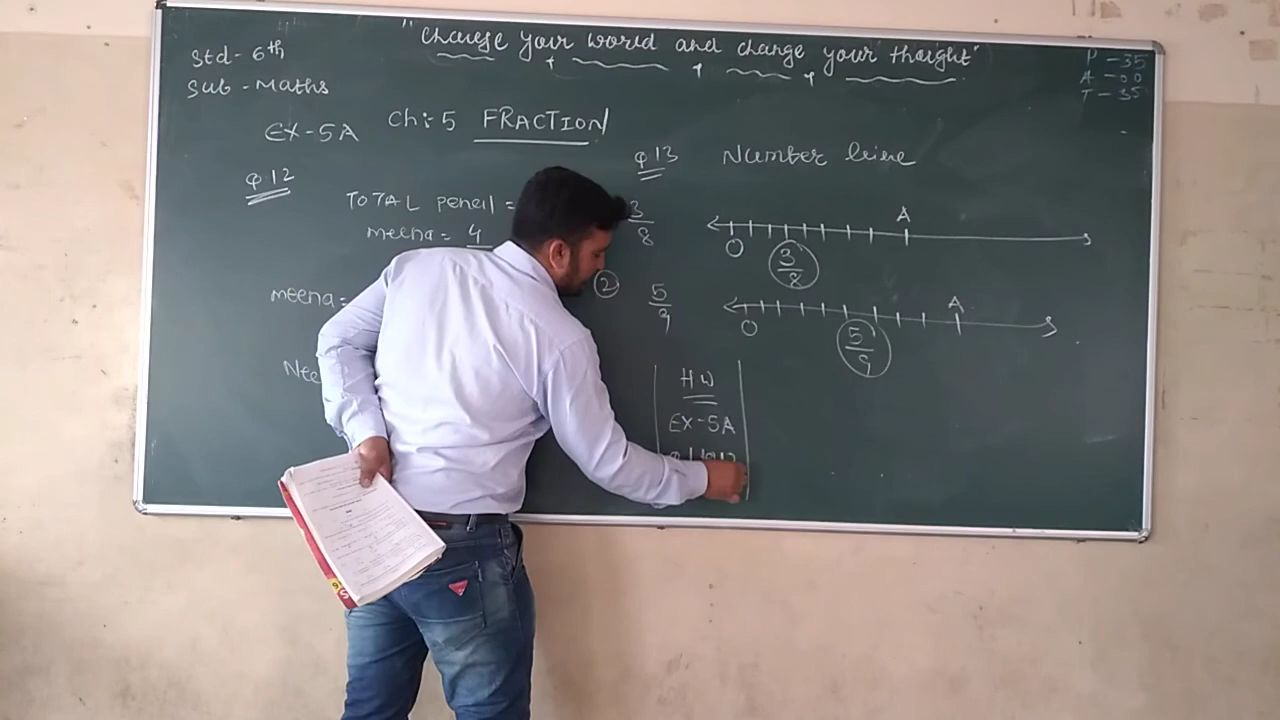 "change your world and change your thought"
Std - 6th
Sub - Maths
P - 35
A - 00
T - 35
Ch: 5 FRACTION
EX - 5A
Q 12
TOTAL pencil =
meena = 4
meena =
Nee
Q 13 Number line
3
8
A
0
3
8
2
5
9
A
0
5
9
HW
EX - 5A